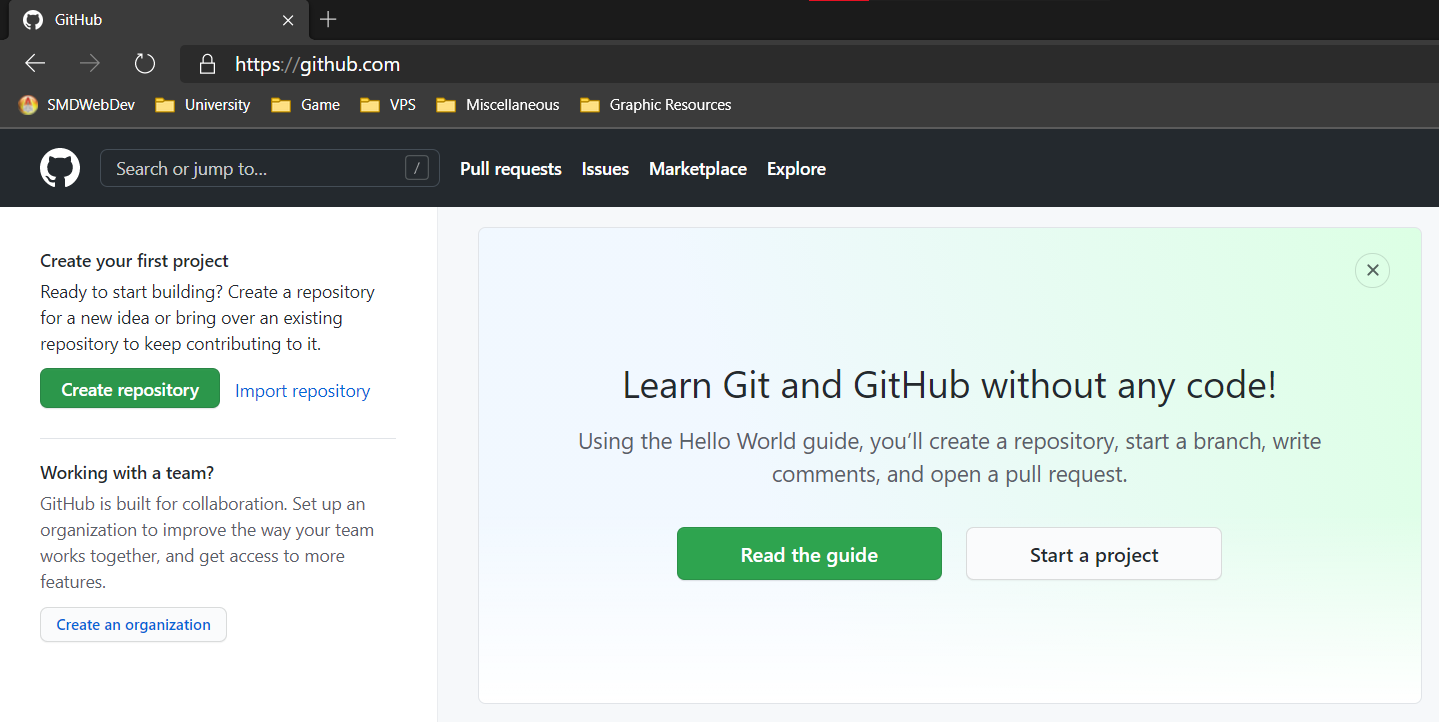 GitHub
https://github.com
SMDWebDev University Game VPS Miscellaneous Graphic Resources
Search or jump to... / Pull requests Issues Marketplace Explore
Create your first project
Ready to start building? Create a repository
for a new idea or bring over an existing
repository to keep contributing to it.
Create repository Import repository
Working with a team?
GitHub is built for collaboration. Set up an
organization to improve the way your team
works together, and get access to more
features.
Create an organization
Learn Git and GitHub without any code!
Using the Hello World guide, you’ll create a repository, start a branch, write
comments, and open a pull request.
Read the guide Start a project